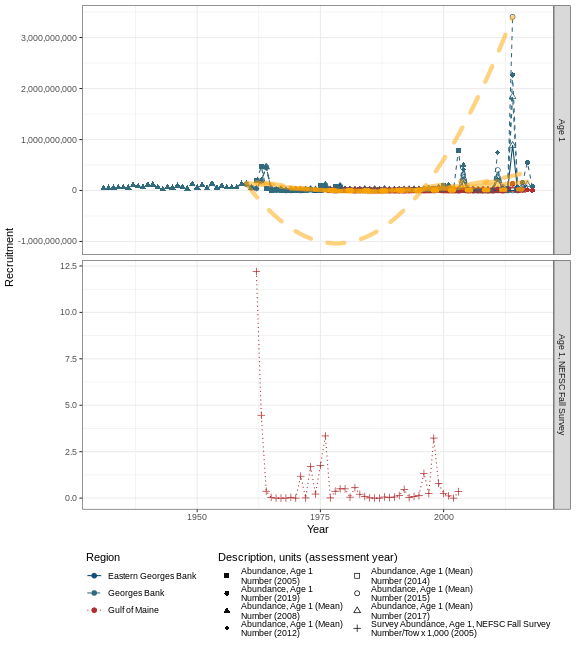 3,000,000,000
2,000,000,000
1,000,000,000
0
-1,000,000,000
Age 1
Recruitment
12.5
10.0
7.5
5.0
2.5
0.0
Age 1, NEFSC Fall Survey
1950
1975
2000
Year
Region
Eastern Georges Bank
Georges Bank
Gulf of Maine
Description, units (assessment year)
Abundance, Age 1
Number (2005)
Abundance, Age 1
Number (2019)
Abundance, Age 1 (Mean)
Number (2008)
Abundance, Age 1 (Mean)
Number (2012)
Abundance, Age 1 (Mean)
Number (2014)
Abundance, Age 1 (Mean)
Number (2015)
Abundance, Age 1 (Mean)
Number (2017)
Survey Abundance, Age 1, NEFSC Fall Survey
Number/Tow x 1,000 (2005)